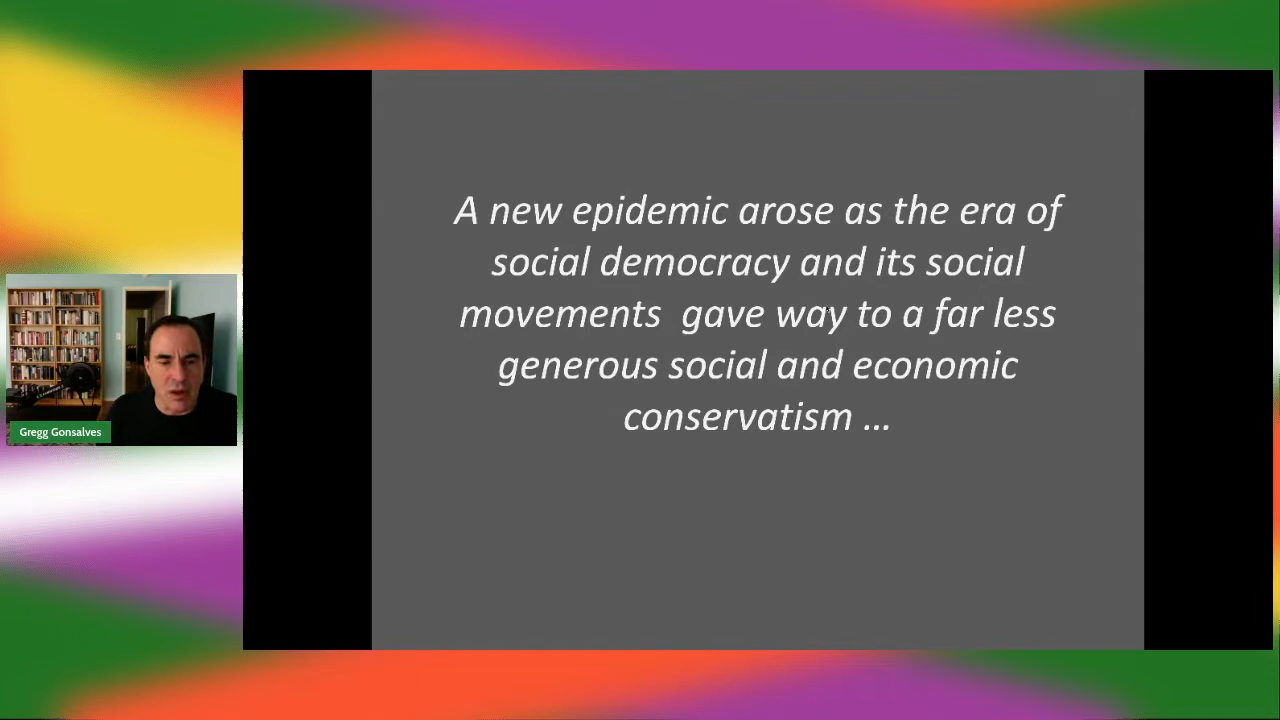 A new epidemic arose as the era of
social democracy and its social
movements  gave way to a far less
generous social and economic
conservatism ...
Gregg Gonsalves